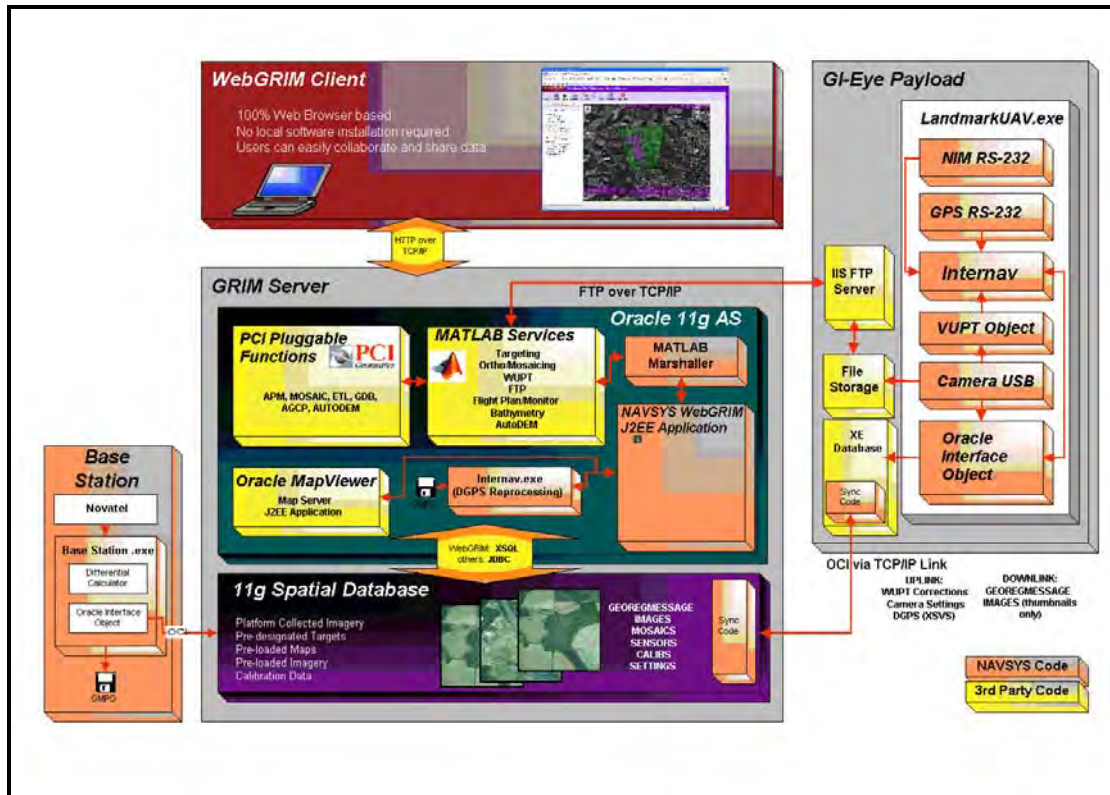 WebGRIM Client
100% Web Browser based
No local software installation required
Users can easily collaborate and share data
HTTP over
TCP/IP
GI-Eye Payload
LandmarkUAV.exe
NIM RS-232
GPS RS-232
Internav
VUPT Object
Camera USB
Oracle
Interface
Object
IIS FTP
Server
File
Storage
XE
Database
Sync
Code
GRIM Server
FTP over TCP/IP
Oracle 11g AS
PCI Pluggable
Functions
PCI
Geomatics
APM, MOSAIC, ETL, GDB,
AGCP, AUTODEM
MATLAB Services
Targeting
Ortho/Mosaicing
WUPT
FTP
Flight Plan/Monitor
Bathymetry
AutoDEM
MATLAB
Marshaller
NAVSYS WebGRIM
J2EE Application
Oracle MapViewer
Map Server
J2EE Application
Internav.exe
(DGPS Reprocessing)
WebGRIM: XSQL
others: JDBC
11g Spatial Database
Platform Collected Imagery
Pre-designated Targets
Pre-loaded Maps
Pre-loaded Imagery
Calibration Data
GEOREGMESSAGE
IMAGES
MOSAICS
SENSORS
CALIBS
SETTINGS
Sync
Code
Base
Station
Novatel
Base Station .exe
Differential
Calculator
Oracle Interface
Object
OCI
GMPO
OCI via TCP/IP Link
UPLINK:
WUPT Corrections
Camera Settings
DGPS (XSVS)
DOWNLINK:
GEOREGMESSAGE
IMAGES (thumbnails
only)
NAVSYS Code
3rd Party Code